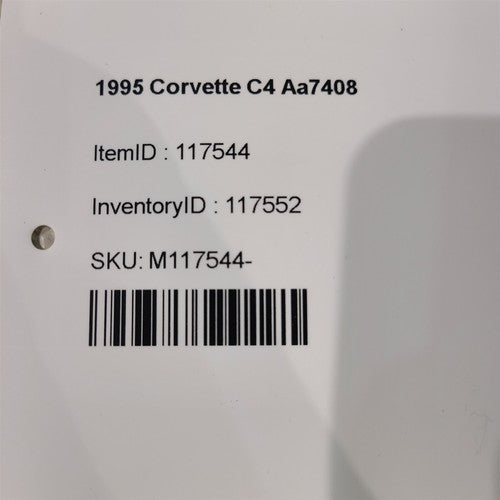 1995 Corvette C4 Aa7408
ItemID : 117544
InventoryID : 117552
SKU: M117544-